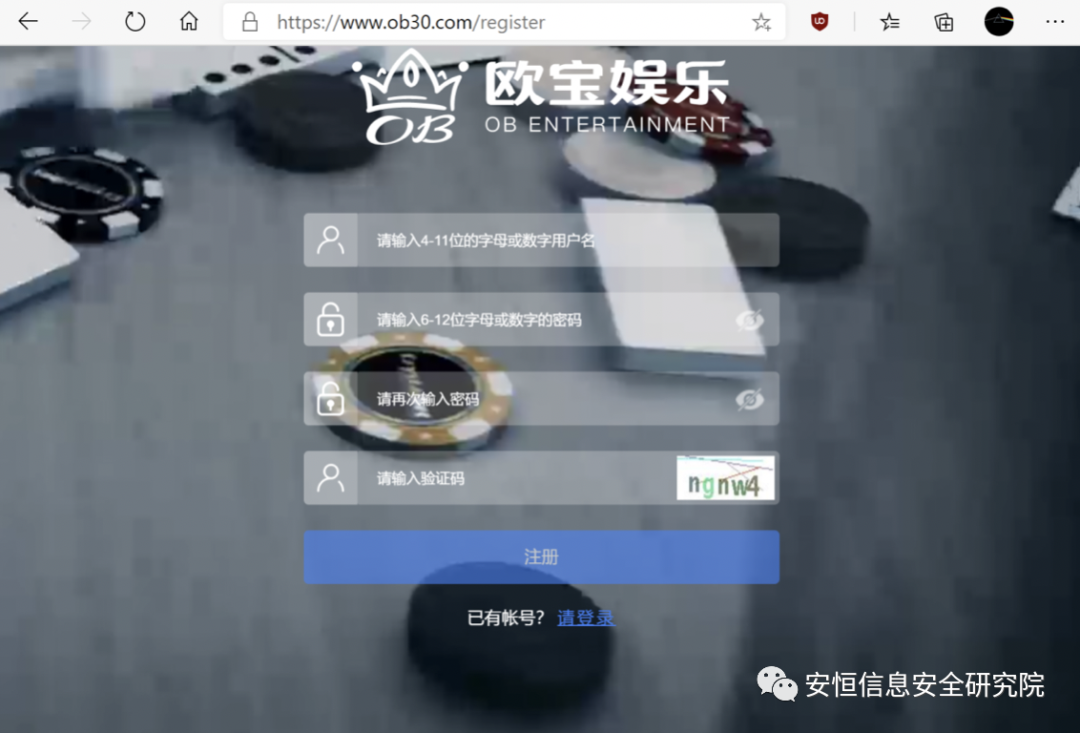 https://www.ob30.com/register
欧宝娱乐
OB
OB ENTERTAINMENT
请输入4-11位的字母或数字用户名
请输入6-12位字母或数字的密码
请再次输入密码
请输入验证码
ngnw4
注册
已有帐号? 请登录
安恒信息安全研究院